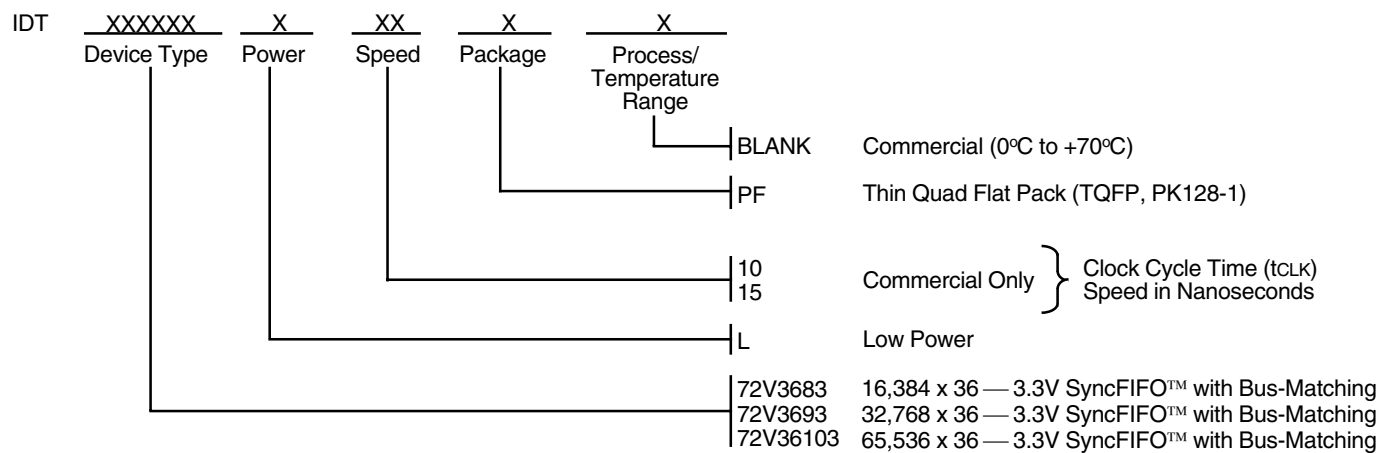 IDT XXXXXX X XX X X
Device Type Power Speed Package Process/
Temperature
Range
BLANK Commercial (0°C to +70°C)
PF Thin Quad Flat Pack (TQFP, PK128-1)
10
15
Commercial Only
Clock Cycle Time (tCLK)
Speed in Nanoseconds
L Low Power
72V3683 16,384 x 36 — 3.3V SyncFIFO™ with Bus-Matching
72V3693 32,768 x 36 — 3.3V SyncFIFO™ with Bus-Matching
72V36103 65,536 x 36 — 3.3V SyncFIFO™ with Bus-Matching